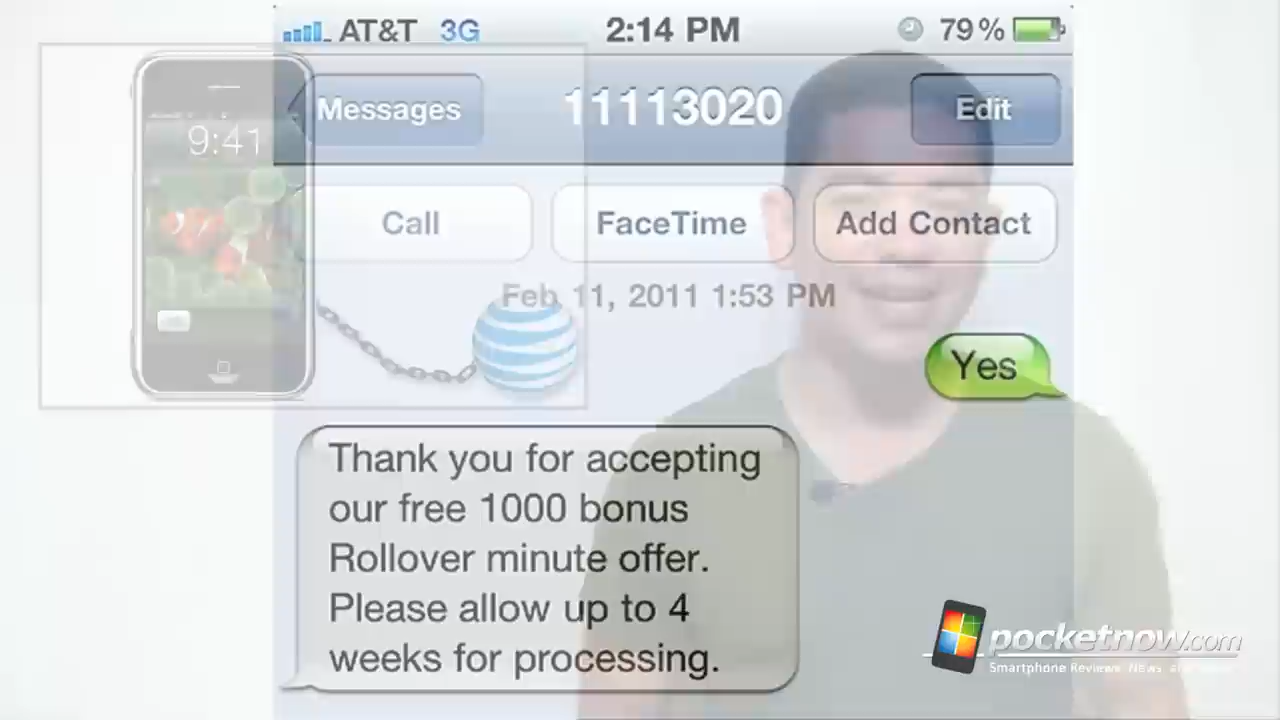 AT&T 3G 2:14 PM 79%
Messages 11113020 Edit
9:41
Call FaceTime Add Contact
Feb 11, 2011 1:53 PM
Yes
Thank you for accepting
our free 1000 bonus
Rollover minute offer.
Please allow up to 4
weeks for processing.
pocketnow.com
Smartphone Reviews, News, and